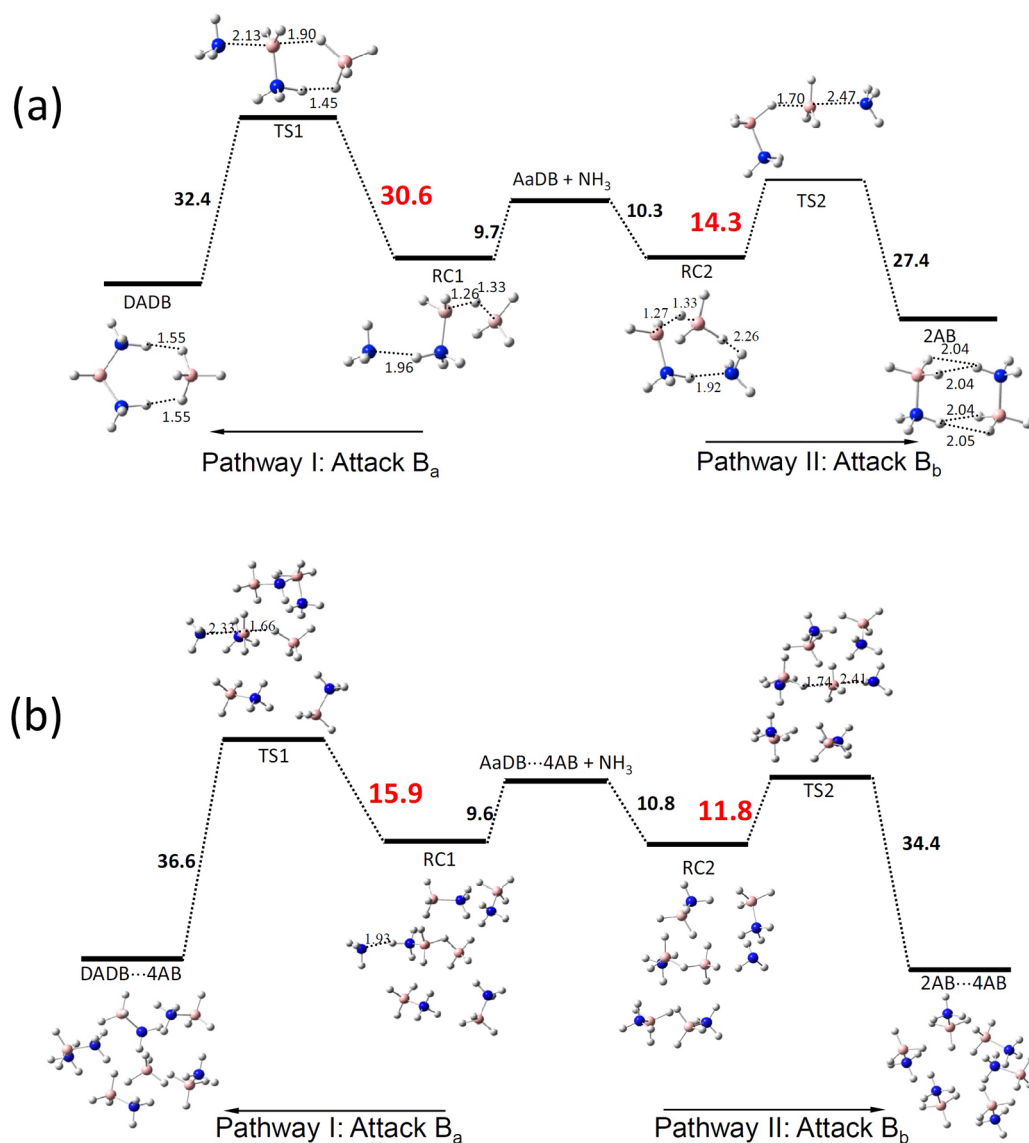 (a)
2.13
1.90
1.45
TS1
1.70
2.47
TS2
32.4
30.6
AaDB + NH₃
9.7
10.3
14.3
27.4
DADB
RC1
RC2
2AB
1.55
1.55
1.26
1.33
1.96
1.27
1.33
2.26
1.92
2.04
2.04
2.04
2.05
Pathway I: Attack Bₐ
Pathway II: Attack B_b
(b)
2.33
1.66
TS1
1.74
2.41
TS2
36.6
15.9
AaDB···4AB + NH₃
9.6
10.8
11.8
34.4
RC1
RC2
1.93
DADB···4AB
2AB···4AB
Pathway I: Attack Bₐ
Pathway II: Attack B_b